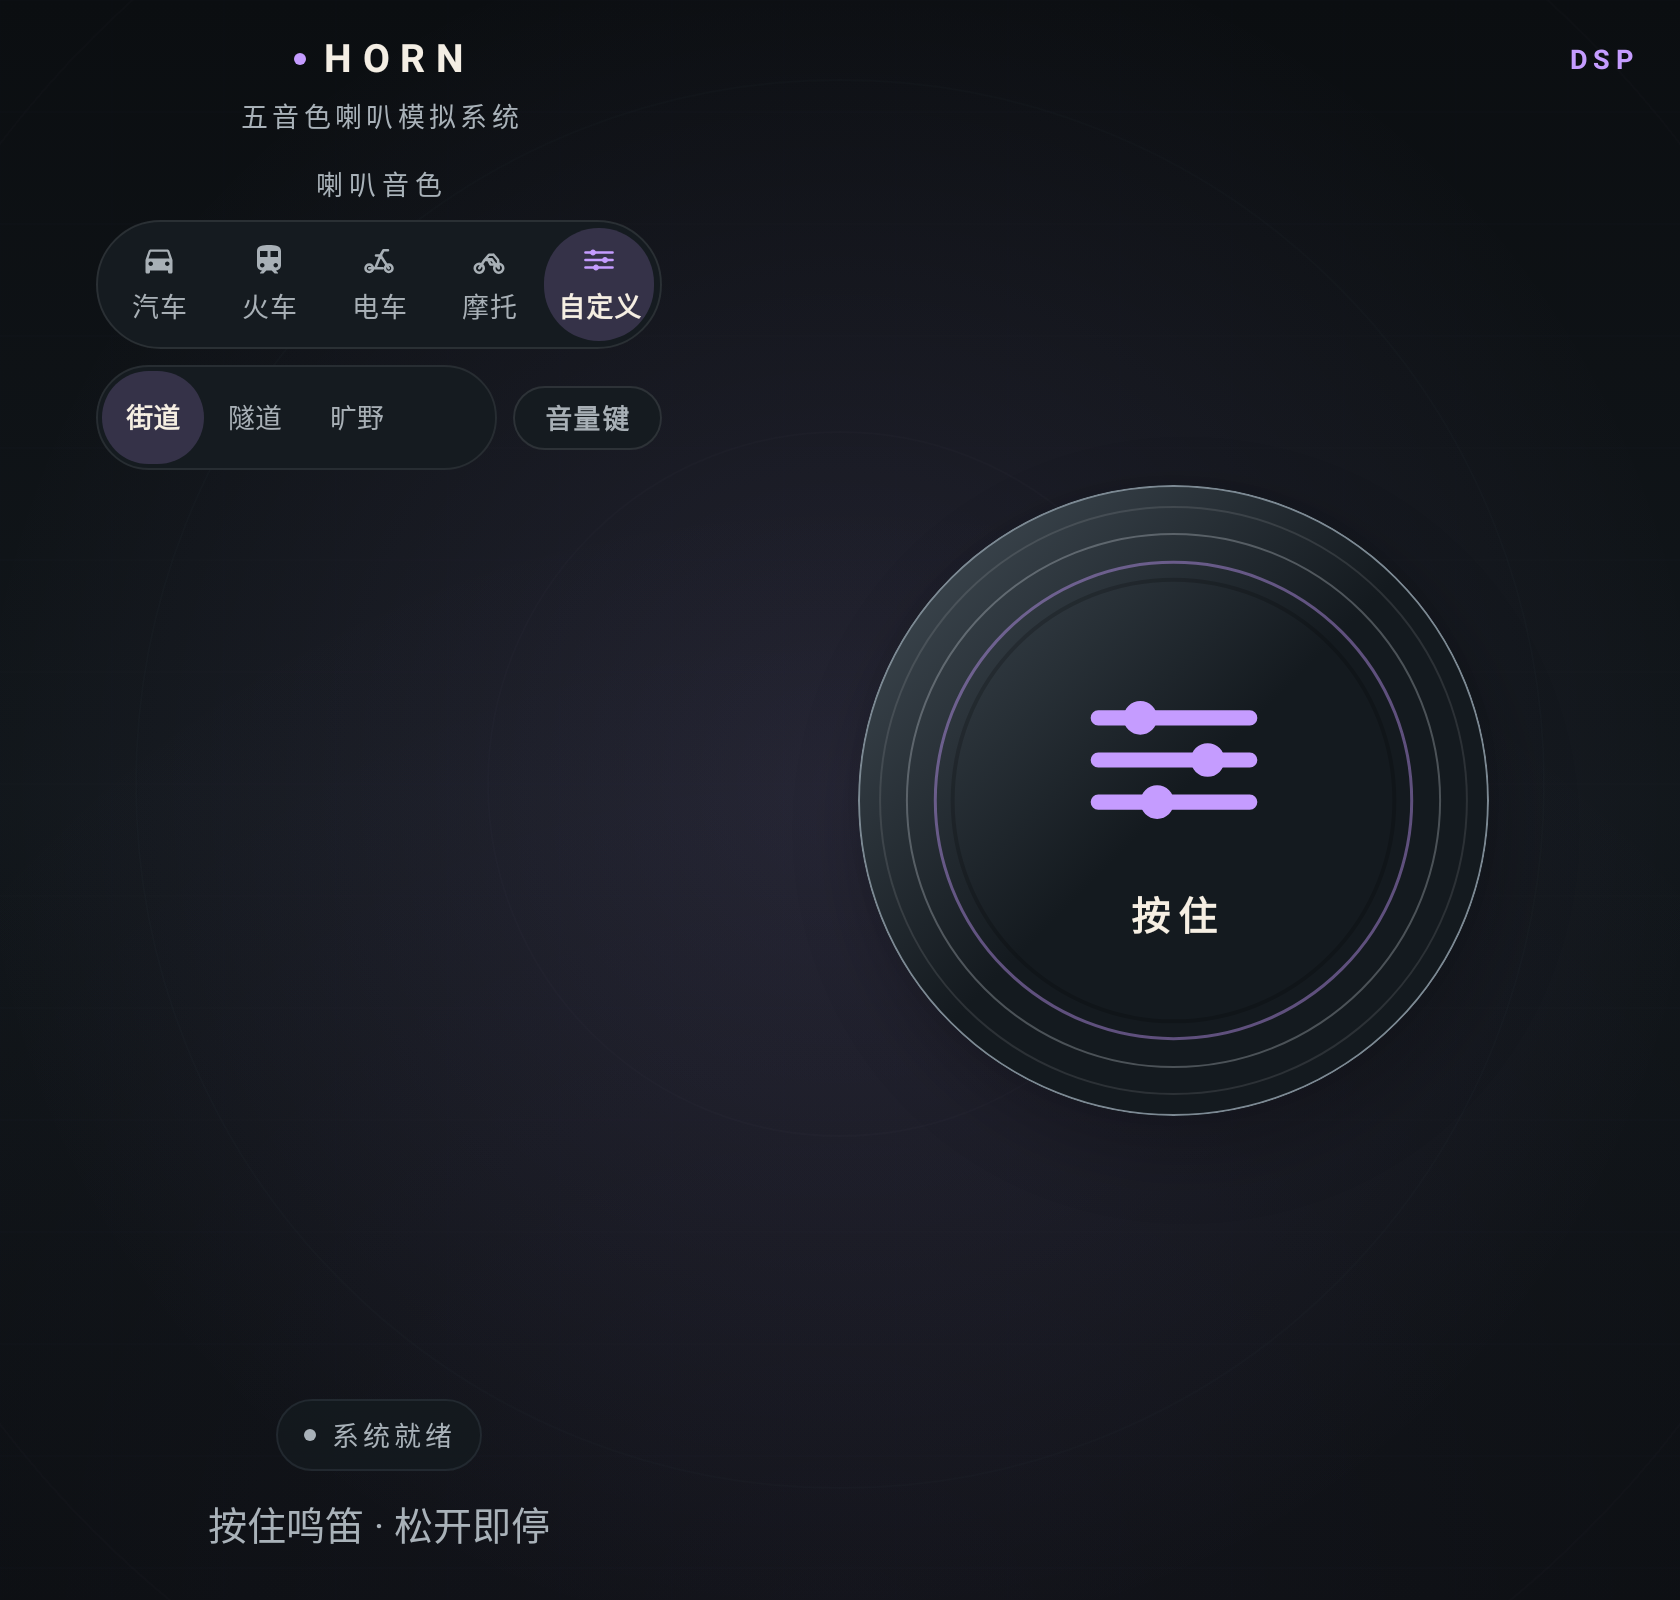 HORN
DSP
五音色喇叭模拟系统
喇叭音色
汽车 火车 电车 摩托 自定义
街道 隧道 旷野 音量键
按住
系统就绪
按住鸣笛 · 松开即停